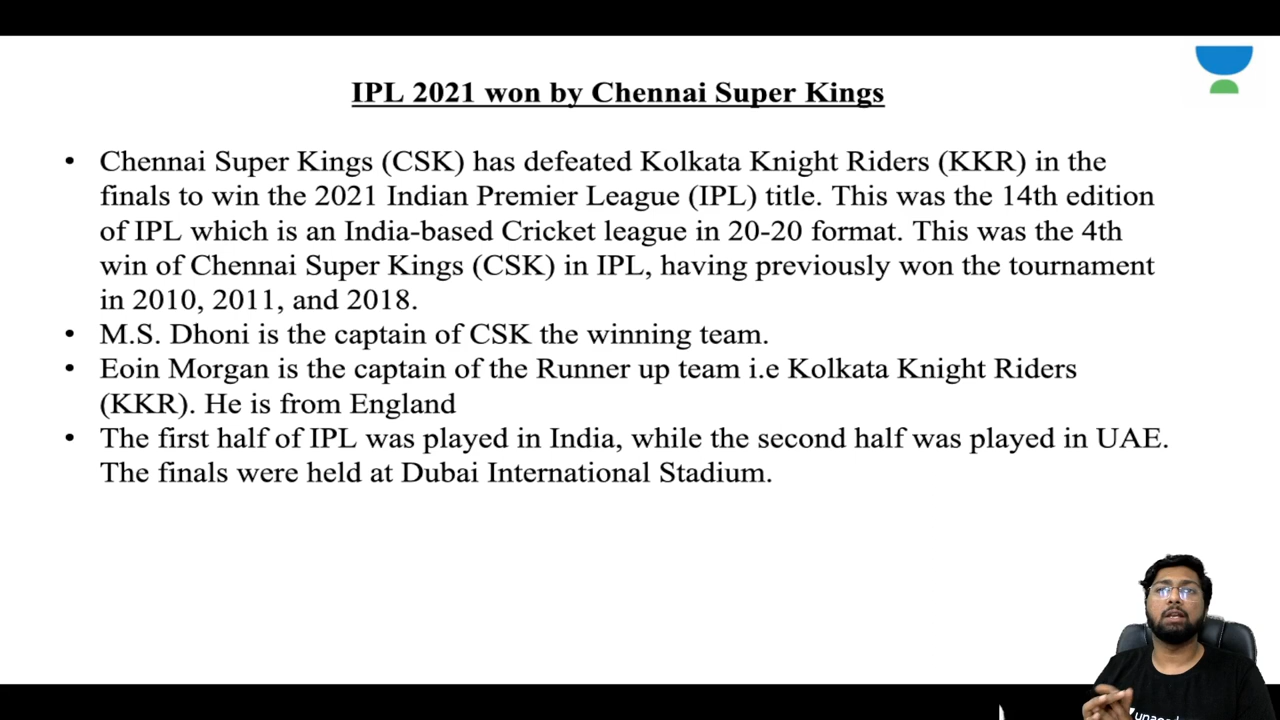 IPL 2021 won by Chennai Super Kings
• Chennai Super Kings (CSK) has defeated Kolkata Knight Riders (KKR) in the
finals to win the 2021 Indian Premier League (IPL) title. This was the 14th edition
of IPL which is an India-based Cricket league in 20-20 format. This was the 4th
win of Chennai Super Kings (CSK) in IPL, having previously won the tournament
in 2010, 2011, and 2018.
• M.S. Dhoni is the captain of CSK the winning team.
• Eoin Morgan is the captain of the Runner up team i.e Kolkata Knight Riders
(KKR). He is from England
• The first half of IPL was played in India, while the second half was played in UAE.
The finals were held at Dubai International Stadium.